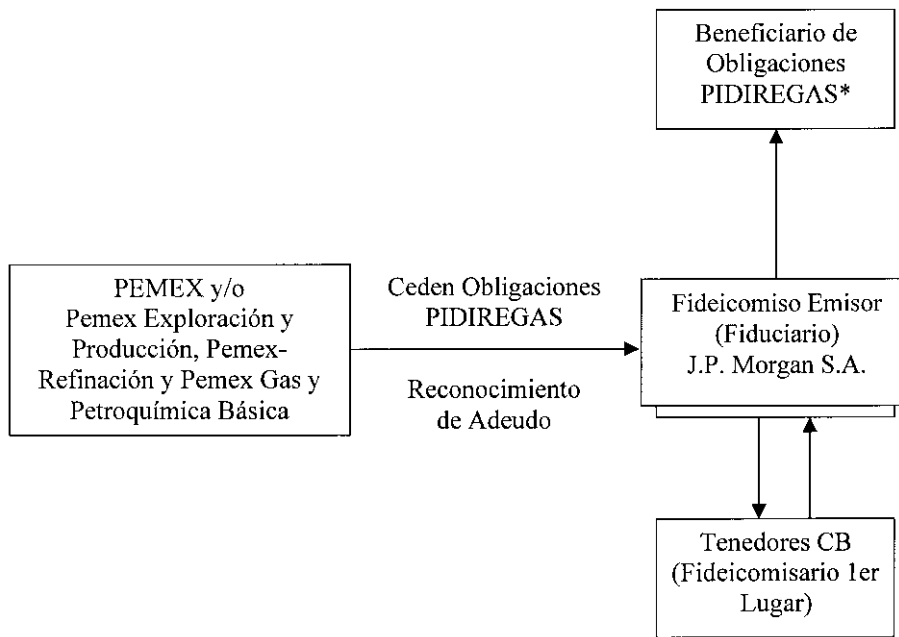 Beneficiario de
Obligaciones
PIDIREGAS*
PEMEX y/o
Pemex Exploración y
Producción, Pemex-
Refinación y Pemex Gas y
Petroquímica Básica
Ceden Obligaciones
PIDIREGAS
Reconocimiento
de Adeudo
Fideicomiso Emisor
(Fiduciario)
J.P. Morgan S.A.
Tenedores CB
(Fideicomisario 1er
Lugar)